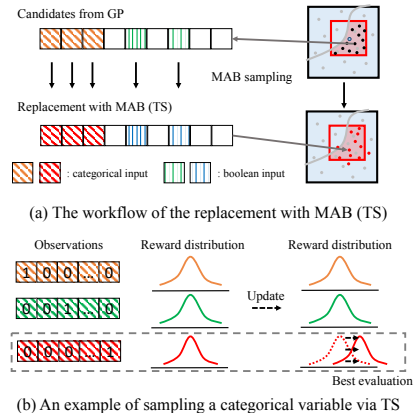 Candidates from GP
MAB sampling
Replacement with MAB (TS)
: categorical input
: boolean input
(a) The workflow of the replacement with MAB (TS)
Observations
Reward distribution
Reward distribution
1 0 0 ... 0
0 0 1 ... 0
Update
0 0 0 ... 1
Best evaluation
(b) An example of sampling a categorical variable via TS